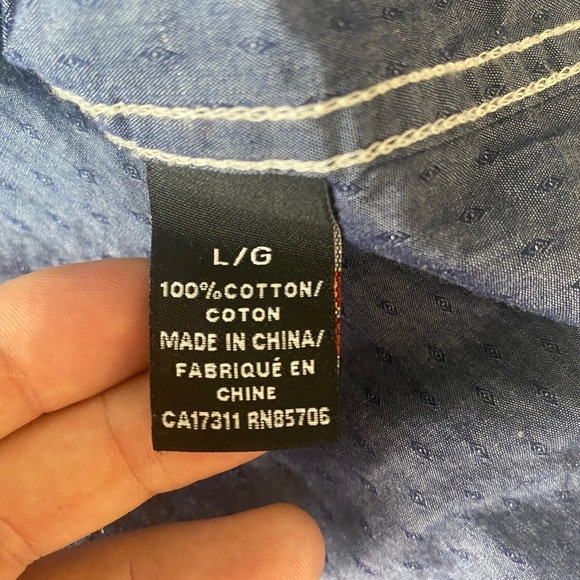 L/G
100%COTTON/
COTON
MADE IN CHINA/
FABRIQUÉ EN
CHINE
CA17311 RN85706